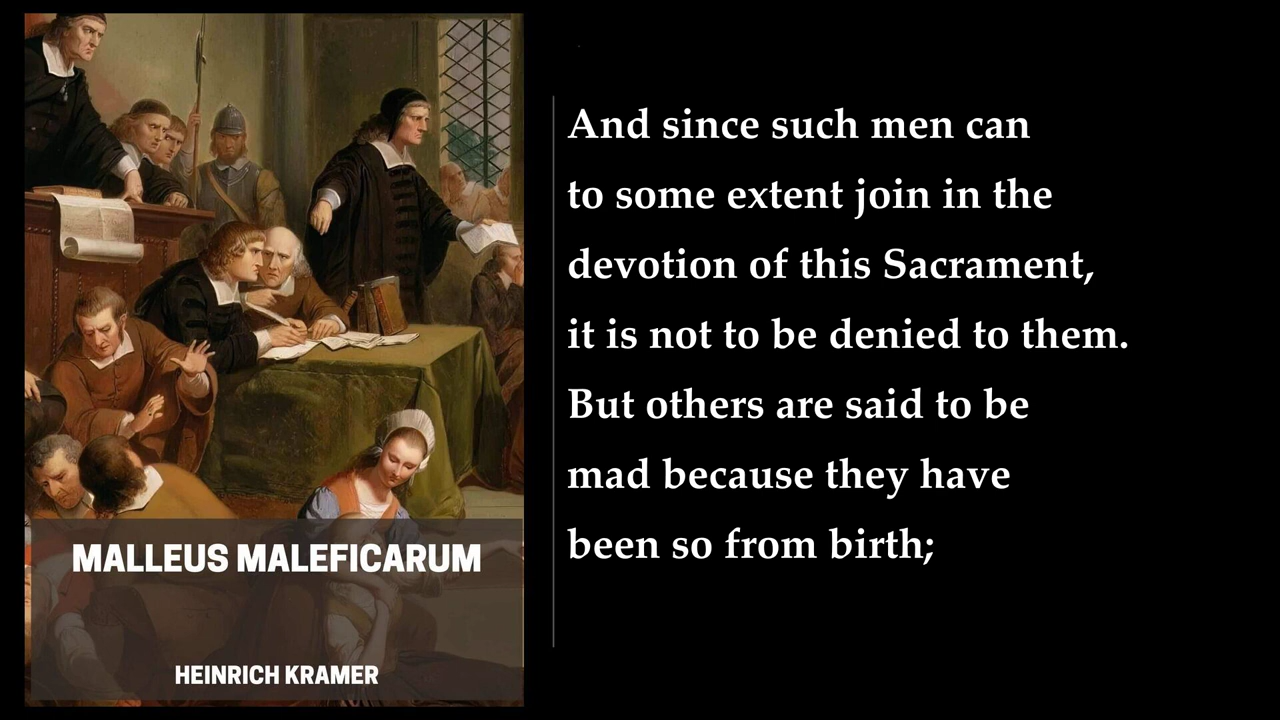 MALLEUS MALEFICARUM
HEINRICH KRAMER
And since such men can
to some extent join in the
devotion of this Sacrament,
it is not to be denied to them.
But others are said to be
mad because they have
been so from birth;